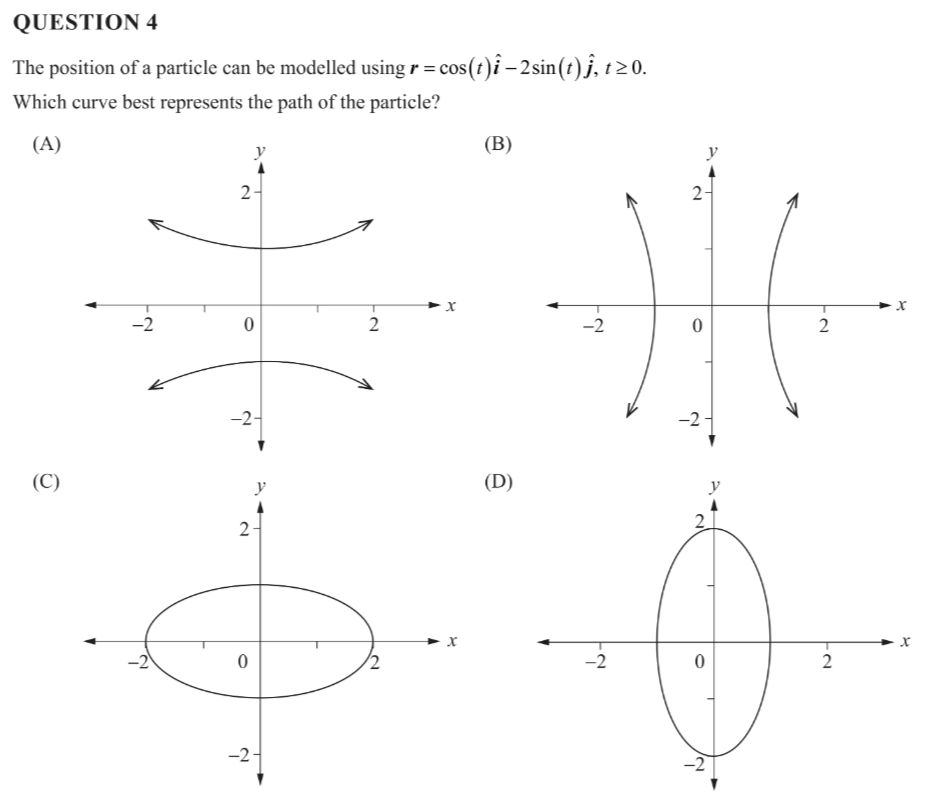 QUESTION 4
The position of a particle can be modelled using r = cos(t)î – 2sin(t)ĵ, t ≥ 0.
Which curve best represents the path of the particle?
(A)
y
2
x
–2
0
2
–2
(B)
y
2
x
–2
0
2
–2
(C)
y
2
x
–2
0
2
–2
(D)
y
2
x
–2
0
2
–2